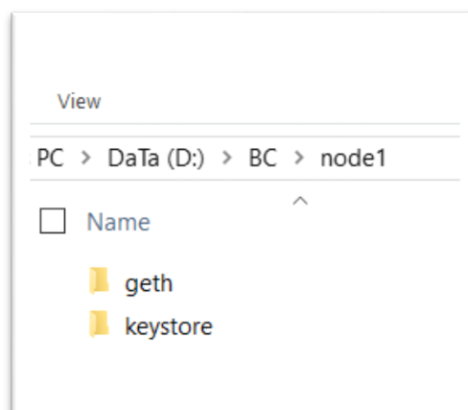 View
PC > DaTa (D:) > BC > node1
Name
geth
keystore